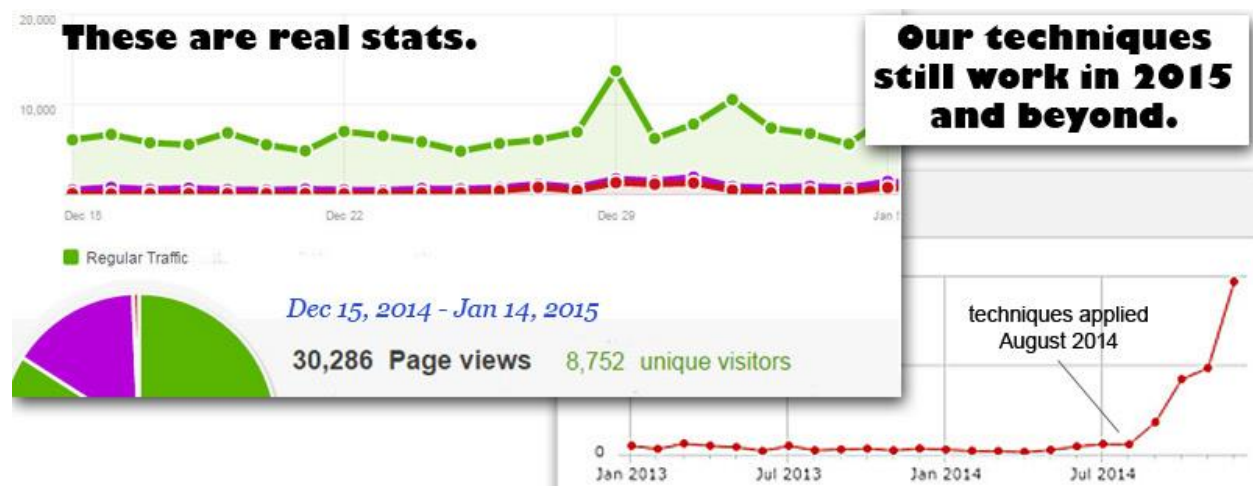 20,000
These are real stats.
Our techniques
still work in 2015
and beyond.
10,000
Dec 15
Dec 22
Dec 29
Regular Traffic
Dec 15, 2014 - Jan 14, 2015
30,286 Page views 8,752 unique visitors
techniques applied
August 2014
0
Jan 2013 Jul 2013 Jan 2014 Jul 2014